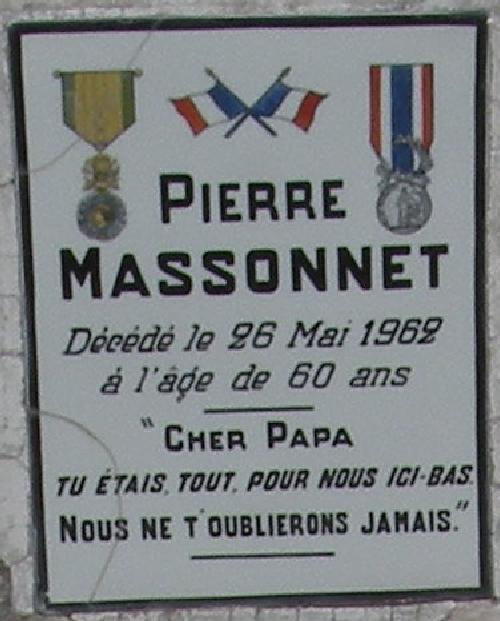 PIERRE
MASSONNET
Décédé le 26 Mai 1962
à l'âge de 60 ans
"CHER PAPA
TU ÉTAIS, TOUT, POUR NOUS ICI-BAS.
NOUS NE T'OUBLIERONS JAMAIS."